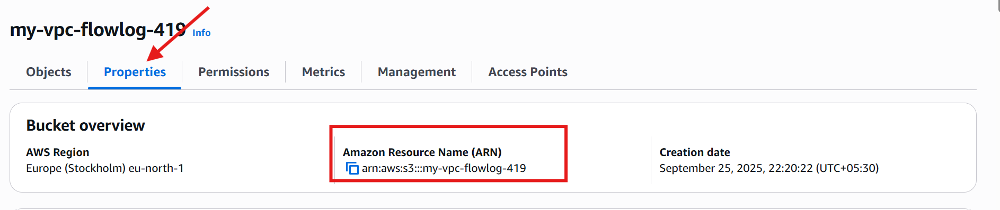 my-vpc-flowlog-419 Info
Objects Properties Permissions Metrics Management Access Points
Bucket overview
AWS Region
Europe (Stockholm) eu-north-1
Amazon Resource Name (ARN)
arn:aws:s3:::my-vpc-flowlog-419
Creation date
September 25, 2025, 22:20:22 (UTC+05:30)